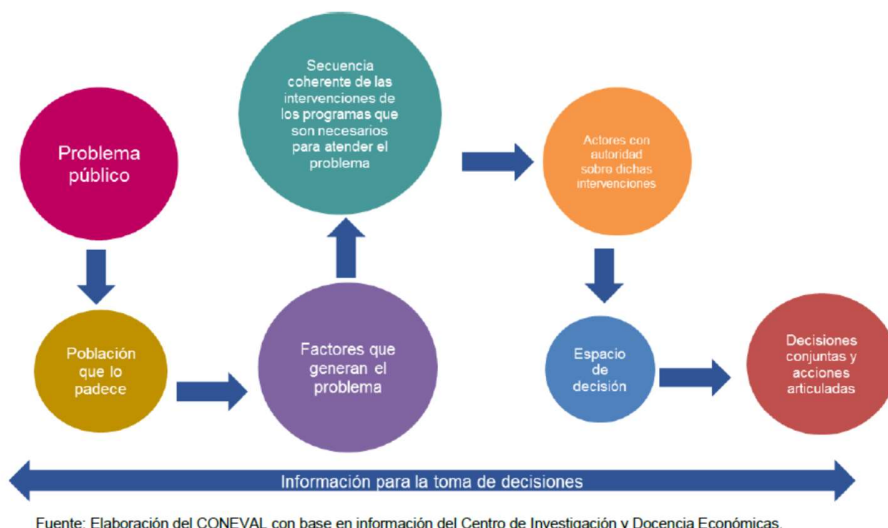 Problema
público
Población
que lo
padece
Factores que
generan el
problema
Secuencia
coherente de las
intervenciones de
los programas que
son necesarios
para atender el
problema
Actores con
autoridad
sobre dichas
intervenciones
Espacio
de
decisión
Decisiones
conjuntas y
acciones
articuladas
Información para la toma de decisiones
Fuente: Elaboración del CONEVAL con base en información del Centro de Investigación y Docencia Económicas.